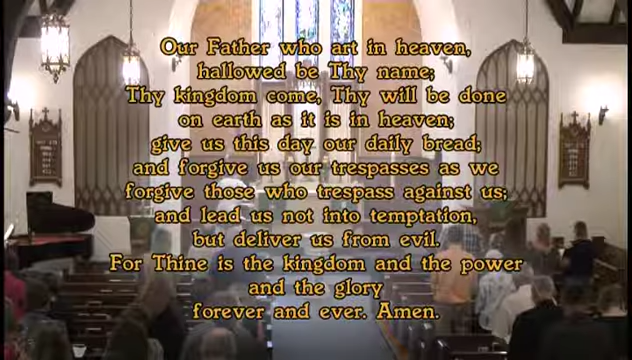 Our Father who art in heaven,
hallowed be Thy name;
Thy kingdom come, Thy will be done
on earth as it is in heaven;
give us this day our daily bread;
and forgive us our trespasses as we
forgive those who trespass against us;
and lead us not into temptation,
but deliver us from evil.
For Thine is the kingdom and the power
and the glory
forever and ever. Amen.